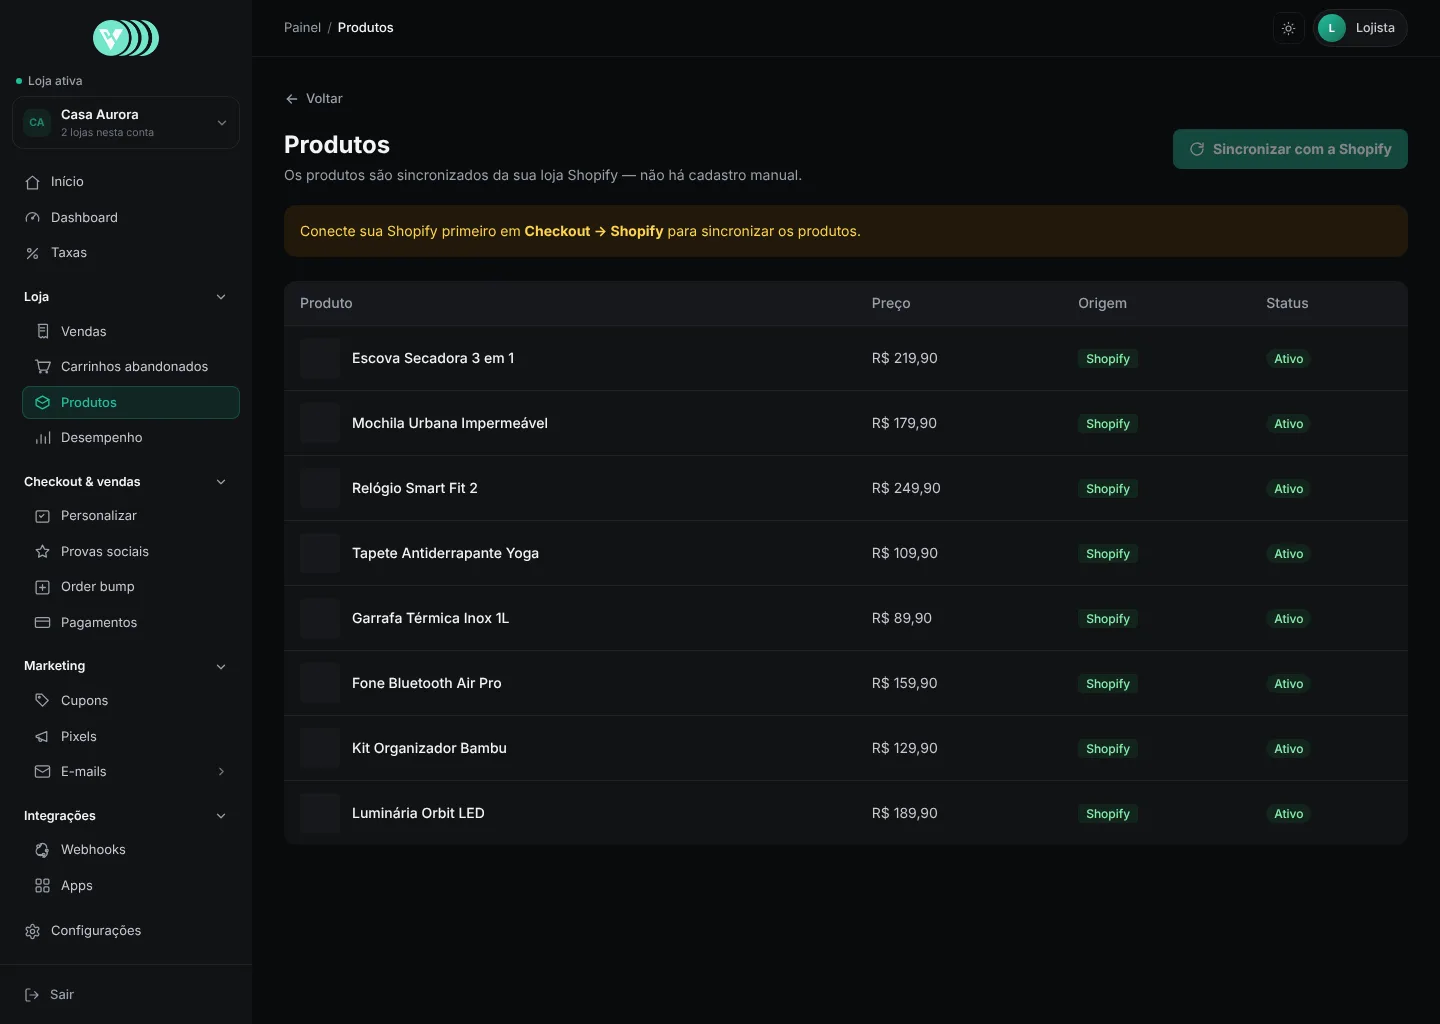 Loja ativa
CA
Casa Aurora
2 lojas nesta conta
Início
Dashboard
Taxas
Loja
Vendas
Carrinhos abandonados
Produtos
Desempenho
Checkout & vendas
Personalizar
Provas sociais
Order bump
Pagamentos
Marketing
Cupons
Pixels
E-mails
Integrações
Webhooks
Apps
Configurações
Sair
Painel / Produtos
L Lojista
← Voltar
Produtos
Os produtos são sincronizados da sua loja Shopify — não há cadastro manual.
Sincronizar com a Shopify
Conecte sua Shopify primeiro em Checkout → Shopify para sincronizar os produtos.
Produto Preço Origem Status
Escova Secadora 3 em 1 R$ 219,90 Shopify Ativo
Mochila Urbana Impermeável R$ 179,90 Shopify Ativo
Relógio Smart Fit 2 R$ 249,90 Shopify Ativo
Tapete Antiderrapante Yoga R$ 109,90 Shopify Ativo
Garrafa Térmica Inox 1L R$ 89,90 Shopify Ativo
Fone Bluetooth Air Pro R$ 159,90 Shopify Ativo
Kit Organizador Bambu R$ 129,90 Shopify Ativo
Luminária Orbit LED R$ 189,90 Shopify Ativo